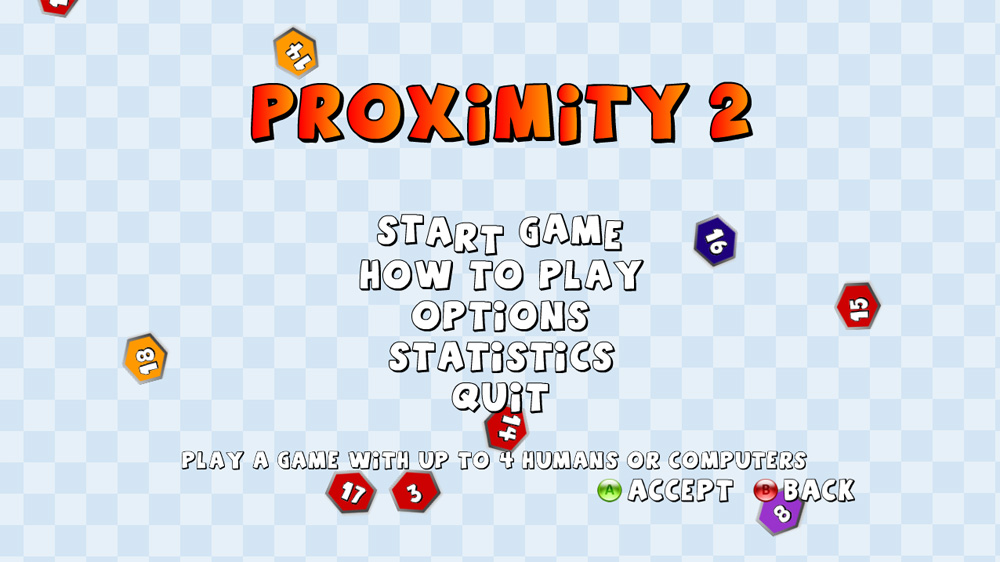 14
PROXiMiTY 2
START GAME
16
HOW TO PLAY
15
OPTiONS
STATiSTiCS
18
QUiT
14
PLAY A GAME WiTH UP TO 4 HUMANS OR COMPUTERS
17 3
A ACCEPT B BACK
8